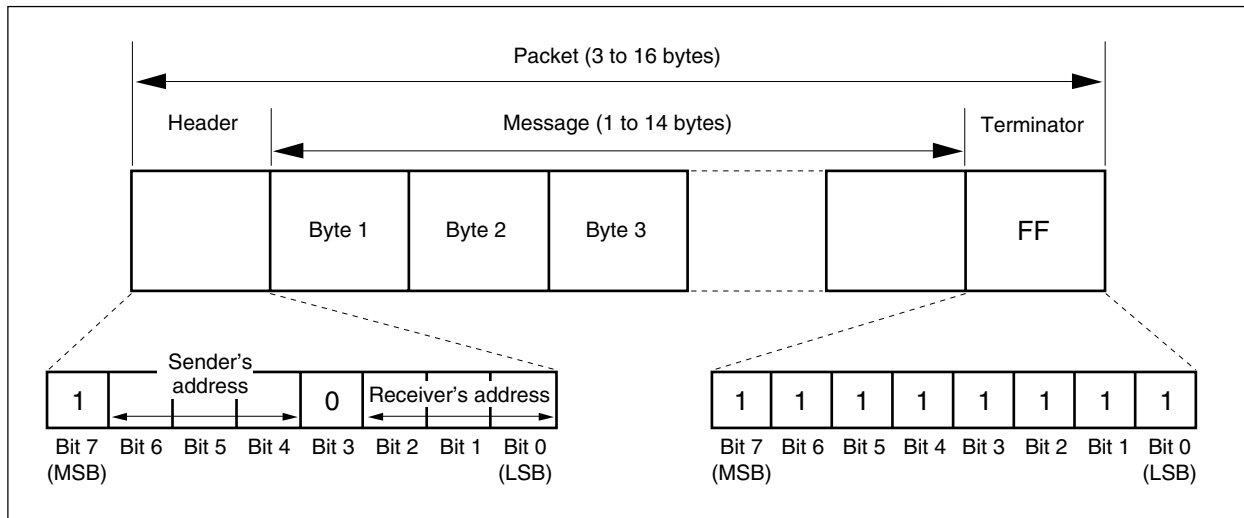 Packet (3 to 16 bytes)
Header
Message (1 to 14 bytes)
Terminator
Byte 1
Byte 2
Byte 3
FF
Sender's
address
Receiver's address
1
0
1 1 1 1 1 1 1 1
Bit 7 Bit 6 Bit 5 Bit 4 Bit 3 Bit 2 Bit 1 Bit 0
(MSB) (LSB)
Bit 7 Bit 6 Bit 5 Bit 4 Bit 3 Bit 2 Bit 1 Bit 0
(MSB) (LSB)